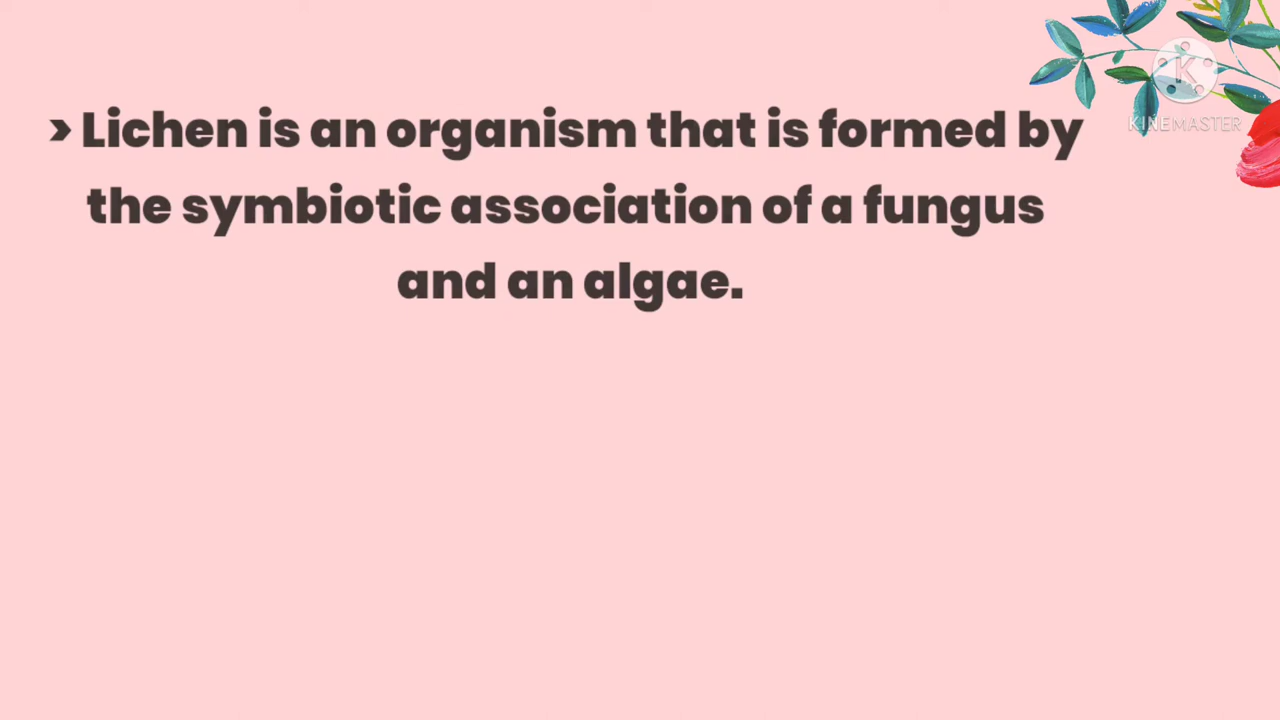 › Lichen is an organism that is formed by
the symbiotic association of a fungus
and an algae.
K
KINEMASTER